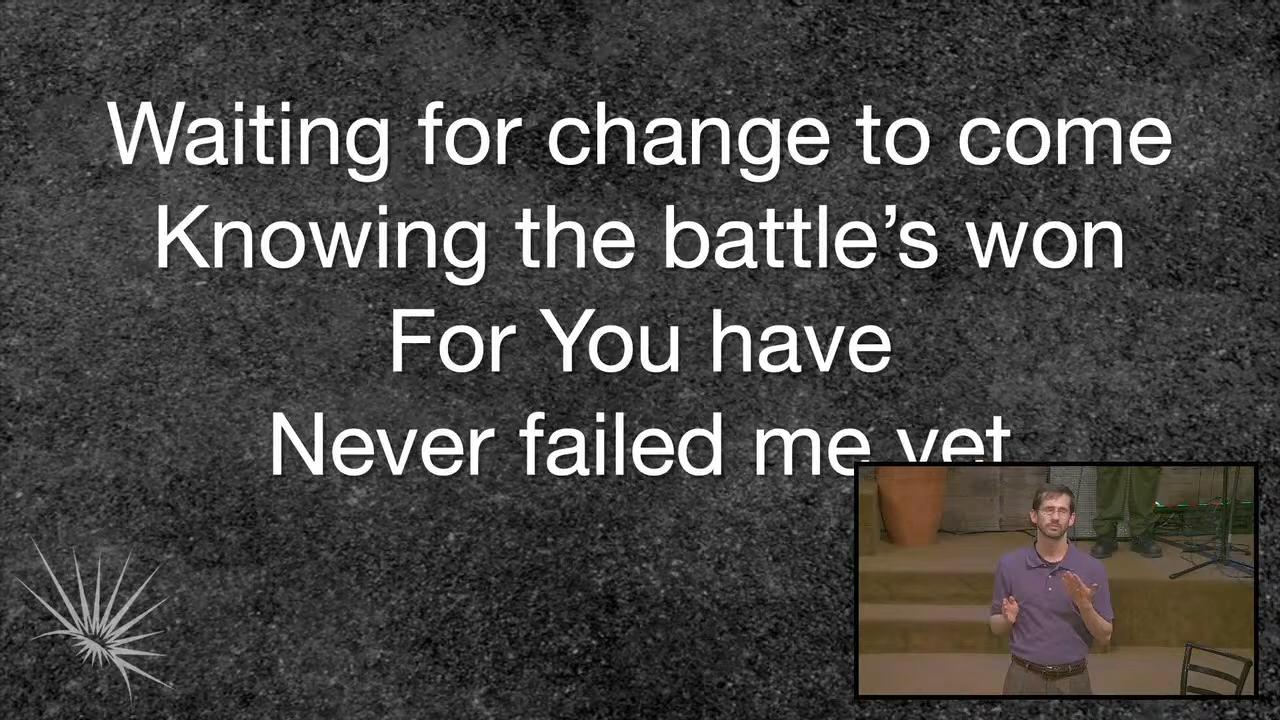 Waiting for change to come
Knowing the battle’s won
For You have
Never failed me yet